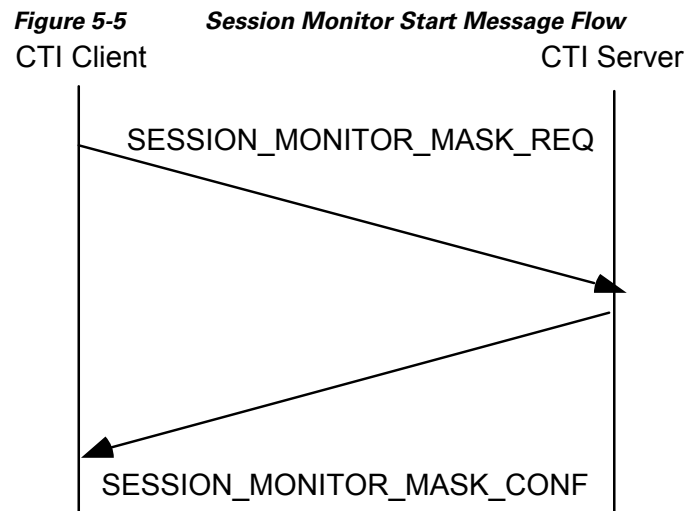 Figure 5-5 Session Monitor Start Message Flow
CTI Client CTI Server
SESSION_MONITOR_MASK_REQ
SESSION_MONITOR_MASK_CONF